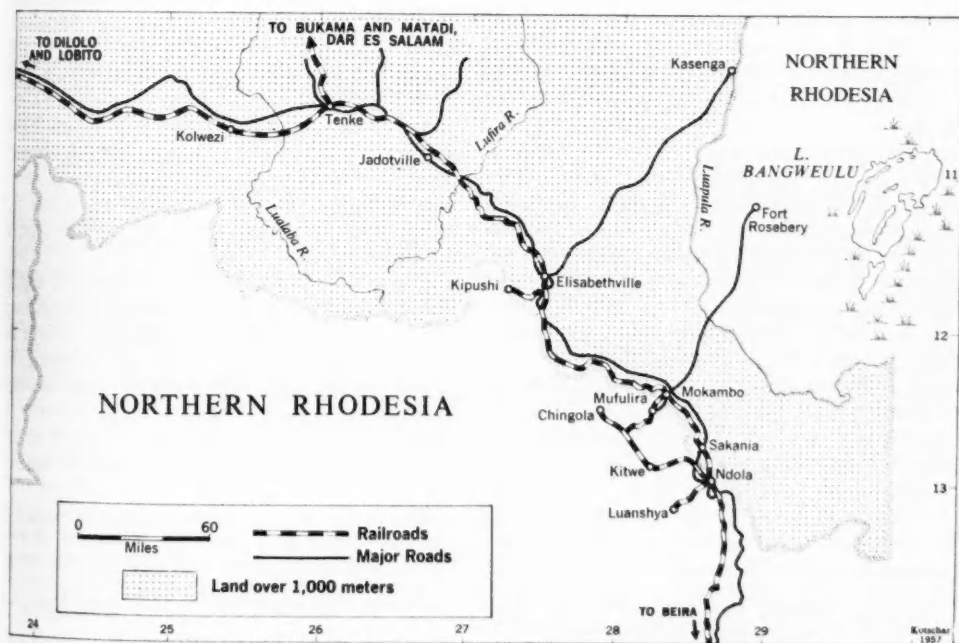 TO BUKAMA AND MATADI,
DAR ES SALAAM
TO DILOLO
AND LOBITO
Kasenga
NORTHERN
RHODESIA
Kolwezi
Tenke
Jadotville
Lufira R.
Lualaba R
Luapula R.
L.
BANGWEULU
11
Fort
Rosebery
Kipushi
Elisabethville
12
NORTHERN RHODESIA
Mufulira
Mokambo
Chingola
Sakania
Kitwe
Ndola
Luanshya
13
0
60
Miles
Railroads
Major Roads
Land over 1,000 meters
TO BEIRA
24
25
26
27
28
29
Kotschar
1957